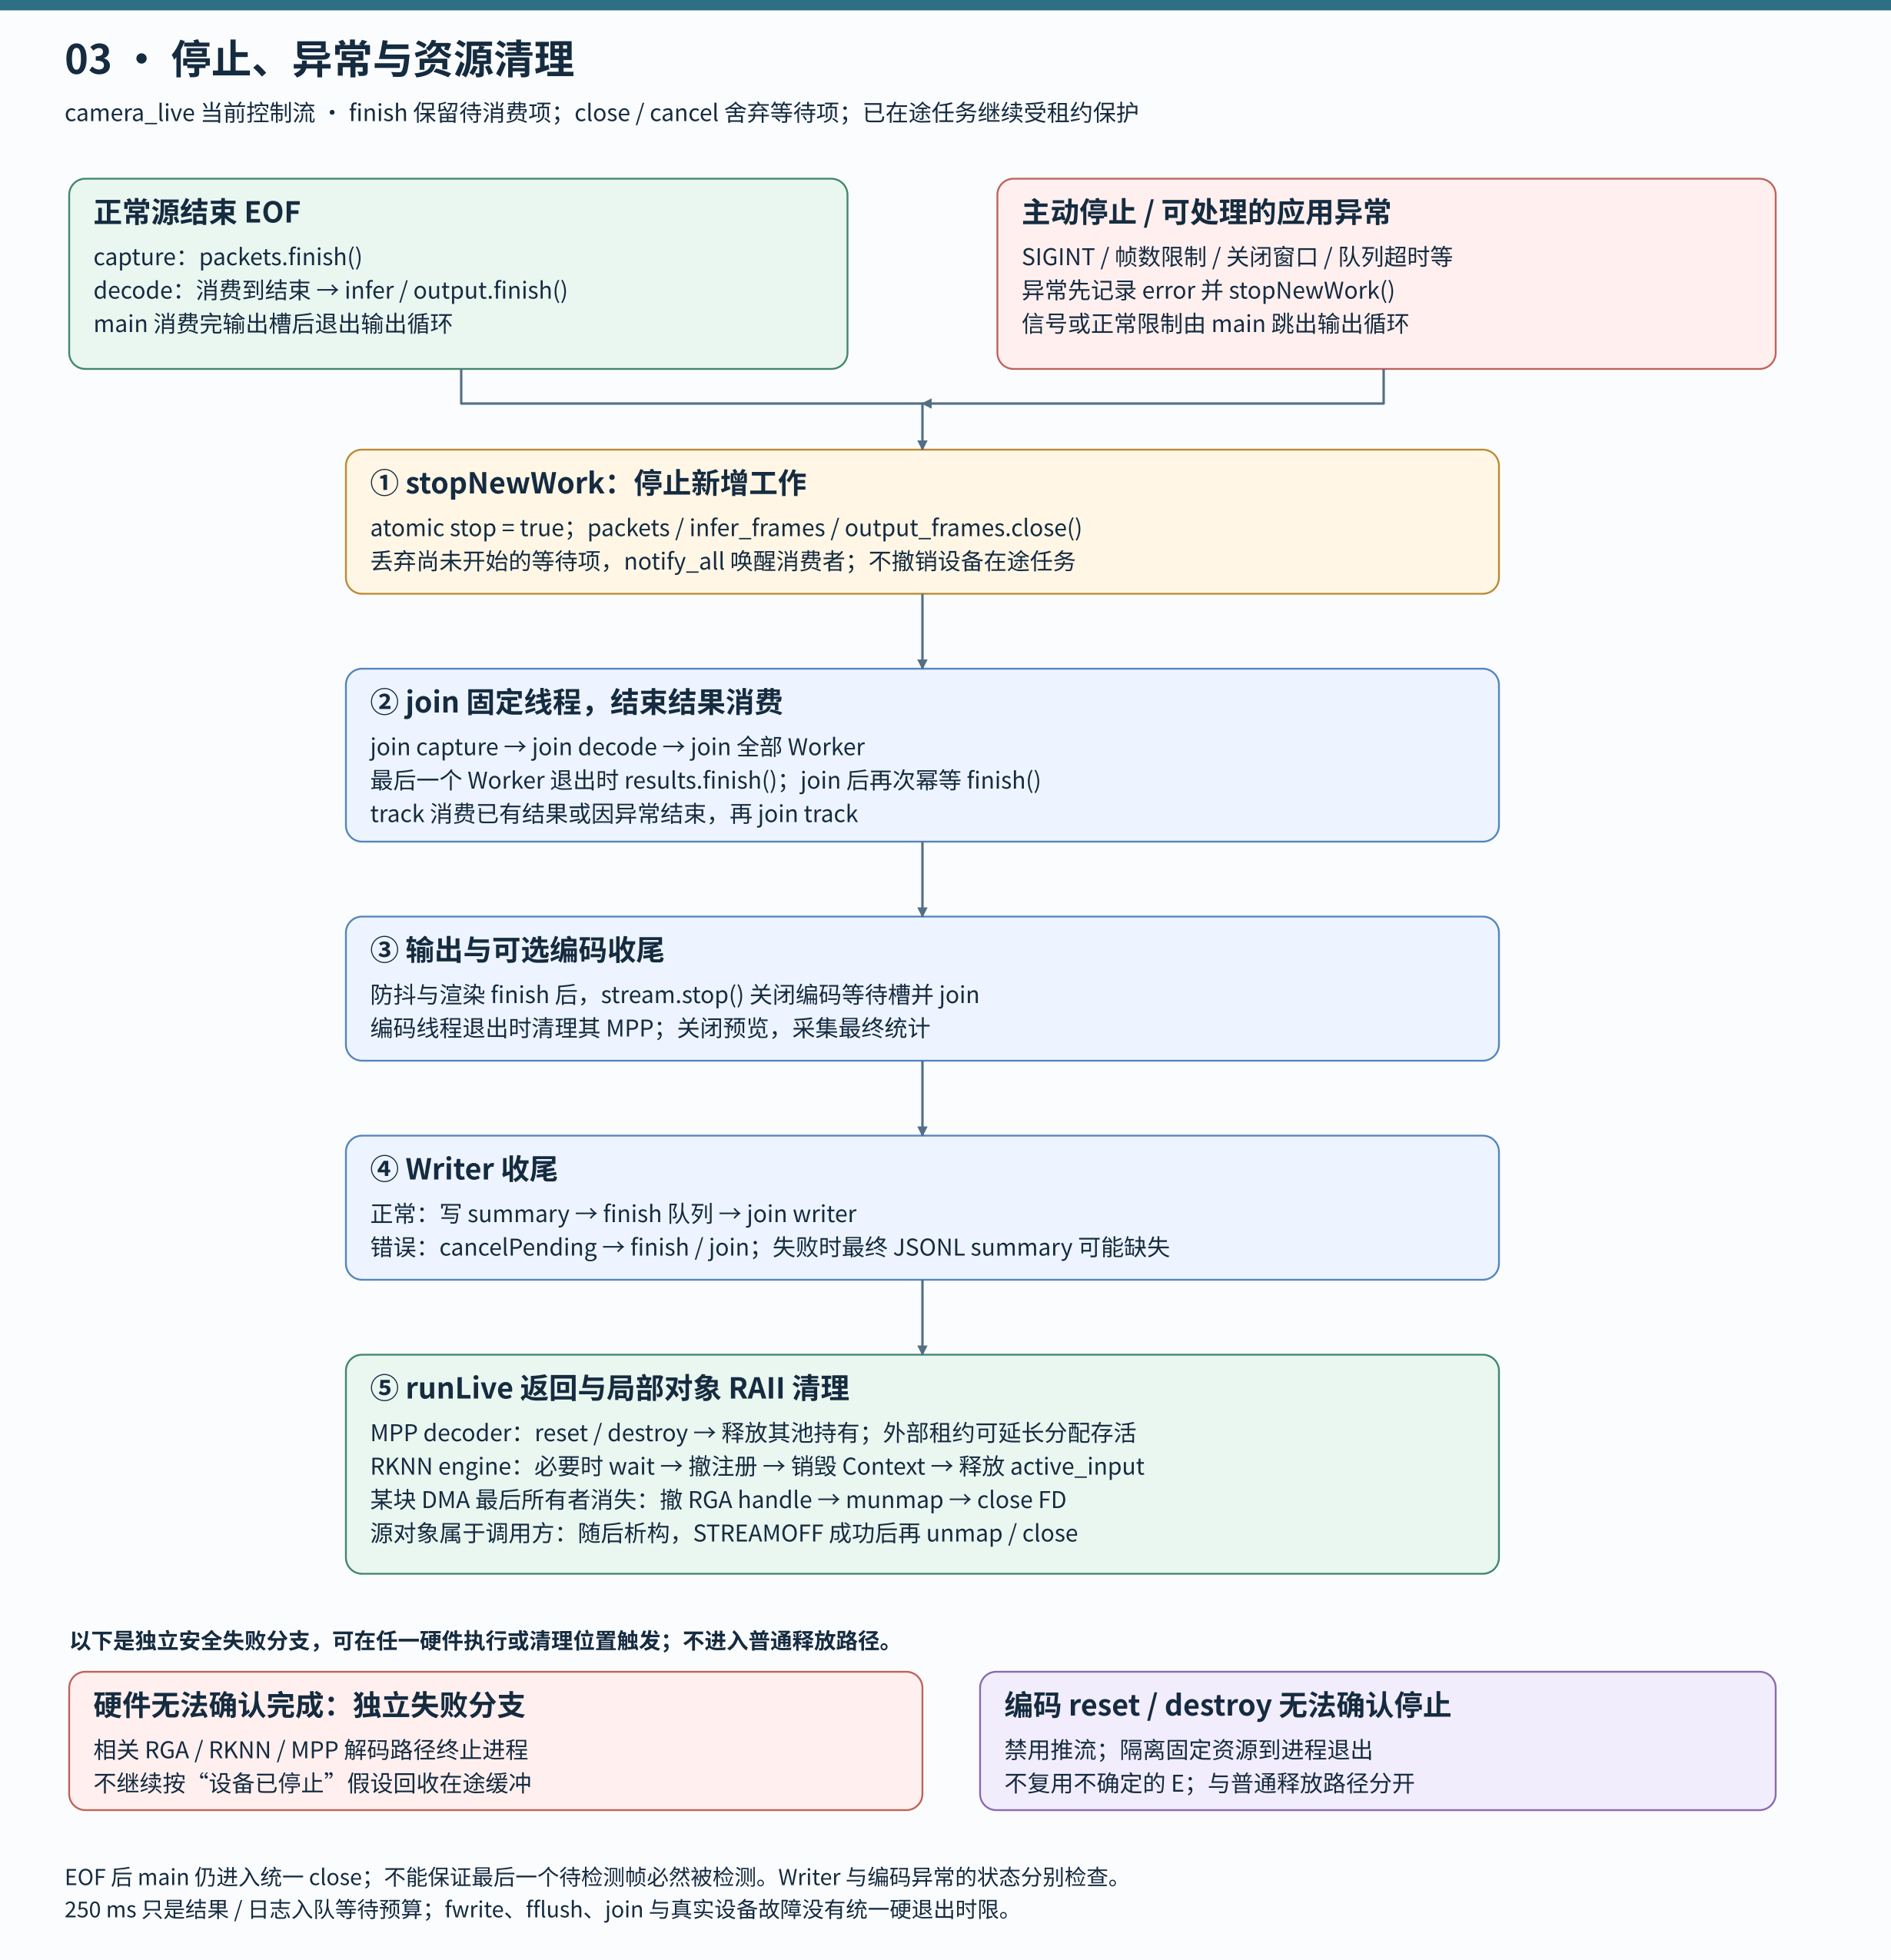 03 · 停止、异常与资源清理
camera_live 当前控制流 · finish 保留待消费项；close / cancel 舍弃等待项；已在途任务继续受租约保护
正常源结束 EOF
capture：packets.finish()
decode：消费到结束 → infer / output.finish()
main 消费完输出槽后退出输出循环
主动停止 / 可处理的应用异常
SIGINT / 帧数限制 / 关闭窗口 / 队列超时等
异常先记录 error 并 stopNewWork()
信号或正常限制由 main 跳出输出循环
① stopNewWork：停止新增工作
atomic stop = true；packets / infer_frames / output_frames.close()
丢弃尚未开始的等待项，notify_all 唤醒消费者；不撤销设备在途任务
② join 固定线程，结束结果消费
join capture → join decode → join 全部 Worker
最后一个 Worker 退出时 results.finish()；join 后再次幂等 finish()
track 消费已有结果或因异常结束，再 join track
③ 输出与可选编码收尾
防抖与渲染 finish 后，stream.stop() 关闭编码等待槽并 join
编码线程退出时清理其 MPP；关闭预览，采集最终统计
④ Writer 收尾
正常：写 summary → finish 队列 → join writer
错误：cancelPending → finish / join；失败时最终 JSONL summary 可能缺失
⑤ runLive 返回与局部对象 RAII 清理
MPP decoder：reset / destroy → 释放其池持有；外部租约可延长分配存活
RKNN engine：必要时 wait → 撤注册 → 销毁 Context → 释放 active_input
某块 DMA 最后所有者消失：撤 RGA handle → munmap → close FD
源对象属于调用方：随后析构，STREAMOFF 成功后再 unmap / close
以下是独立安全失败分支，可在任一硬件执行或清理位置触发；不进入普通释放路径。
硬件无法确认完成：独立失败分支
相关 RGA / RKNN / MPP 解码路径终止进程
不继续按“设备已停止”假设回收在途缓冲
编码 reset / destroy 无法确认停止
禁用推流；隔离固定资源到进程退出
不复用不确定的 E；与普通释放路径分开
EOF 后 main 仍进入统一 close；不能保证最后一个待检测帧必然被检测。Writer 与编码异常的状态分别检查。
250 ms 只是结果 / 日志入队等待预算；fwrite、fflush、join 与真实设备故障没有统一硬退出时限。